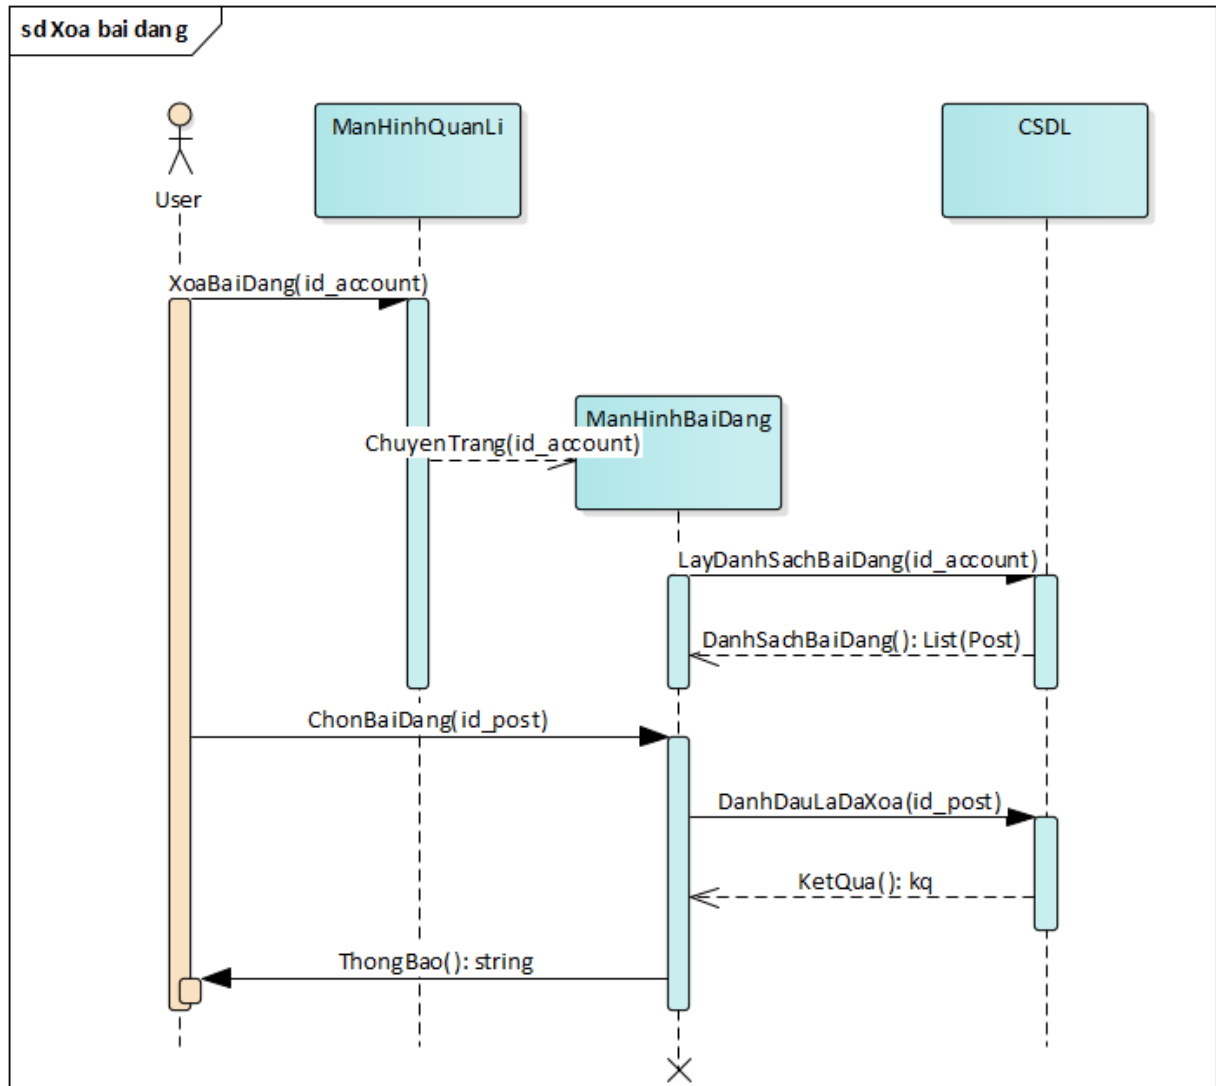 sd Xoa bai dang
User
ManHinhQuanLi
CSDL
XoaBaiDang(id_account)
ManHinhBaiDang
ChuyenTrang(id_account)
LayDanhSachBaiDang(id_account)
DanhSachBaiDang(): List(Post)
ChonBaiDang(id_post)
DanhDauLaDaXoa(id_post)
KetQua(): kq
ThongBao(): string